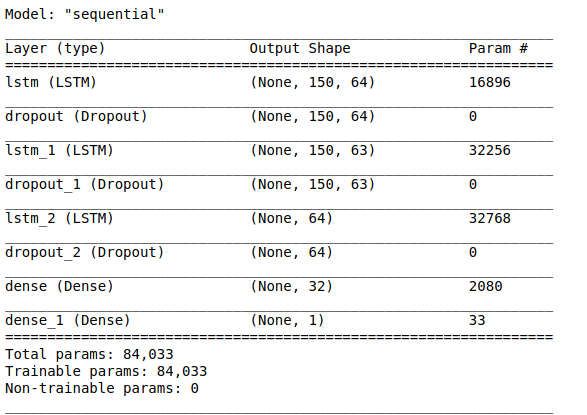 Model: "sequential"
Layer (type) Output Shape Param #
lstm (LSTM) (None, 150, 64) 16896
dropout (Dropout) (None, 150, 64) 0
lstm_1 (LSTM) (None, 150, 63) 32256
dropout_1 (Dropout) (None, 150, 63) 0
lstm_2 (LSTM) (None, 64) 32768
dropout_2 (Dropout) (None, 64) 0
dense (Dense) (None, 32) 2080
dense_1 (Dense) (None, 1) 33
Total params: 84,033
Trainable params: 84,033
Non-trainable params: 0